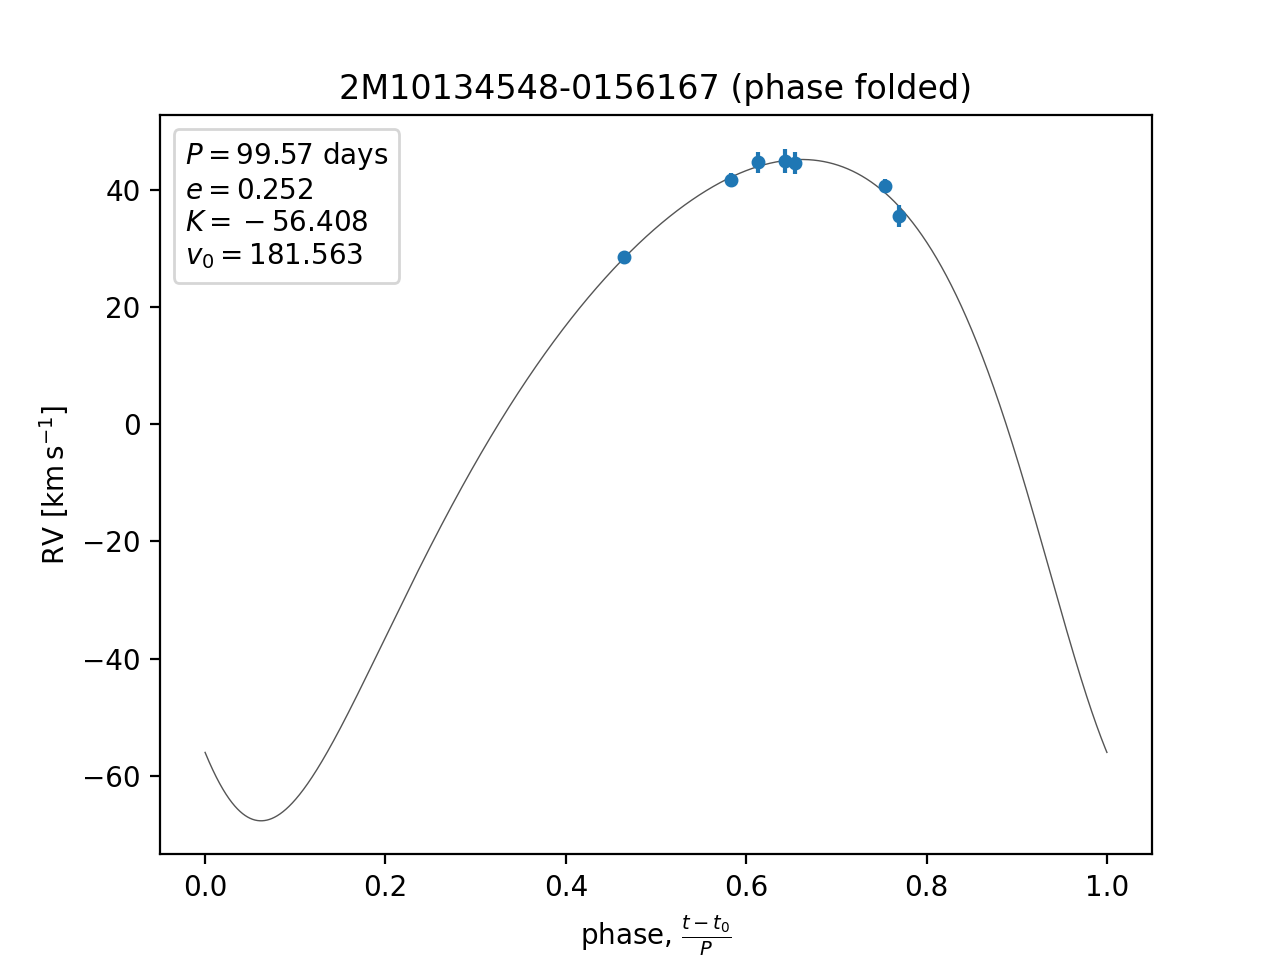 2M10134548-0156167 (phase folded)
P = 99.57 days
e = 0.252
K = −56.408
v₀ = 181.563
40
20
0
−20
−40
−60
RV [km s⁻¹]
0.0 0.2 0.4 0.6 0.8 1.0
phase, (t − t₀)/P